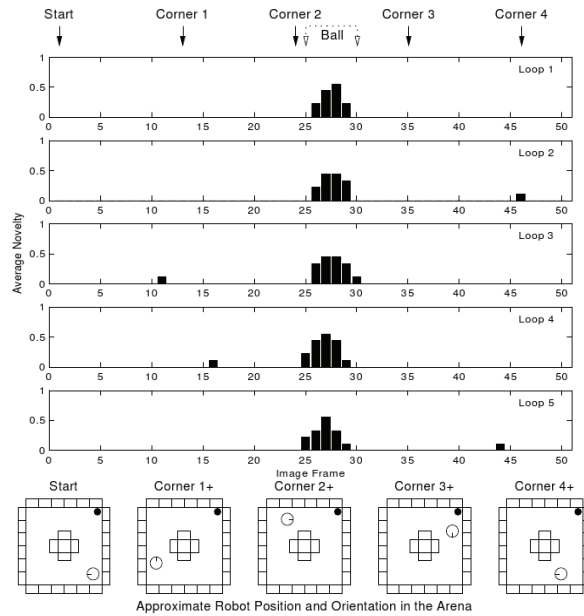 Start Corner 1 Corner 2 Corner 3 Corner 4
Ball
1
0.5
0
Loop 1
0 5 10 15 20 25 30 35 40 45 50
1
0.5
0
Loop 2
0 5 10 15 20 25 30 35 40 45 50
Average Novelty
1
0.5
0
Loop 3
0 5 10 15 20 25 30 35 40 45 50
1
0.5
0
Loop 4
0 5 10 15 20 25 30 35 40 45 50
1
0.5
0
Loop 5
0 5 10 15 20 25 30 35 40 45 50
Image Frame
Start Corner 1+ Corner 2+ Corner 3+ Corner 4+
Approximate Robot Position and Orientation in the Arena